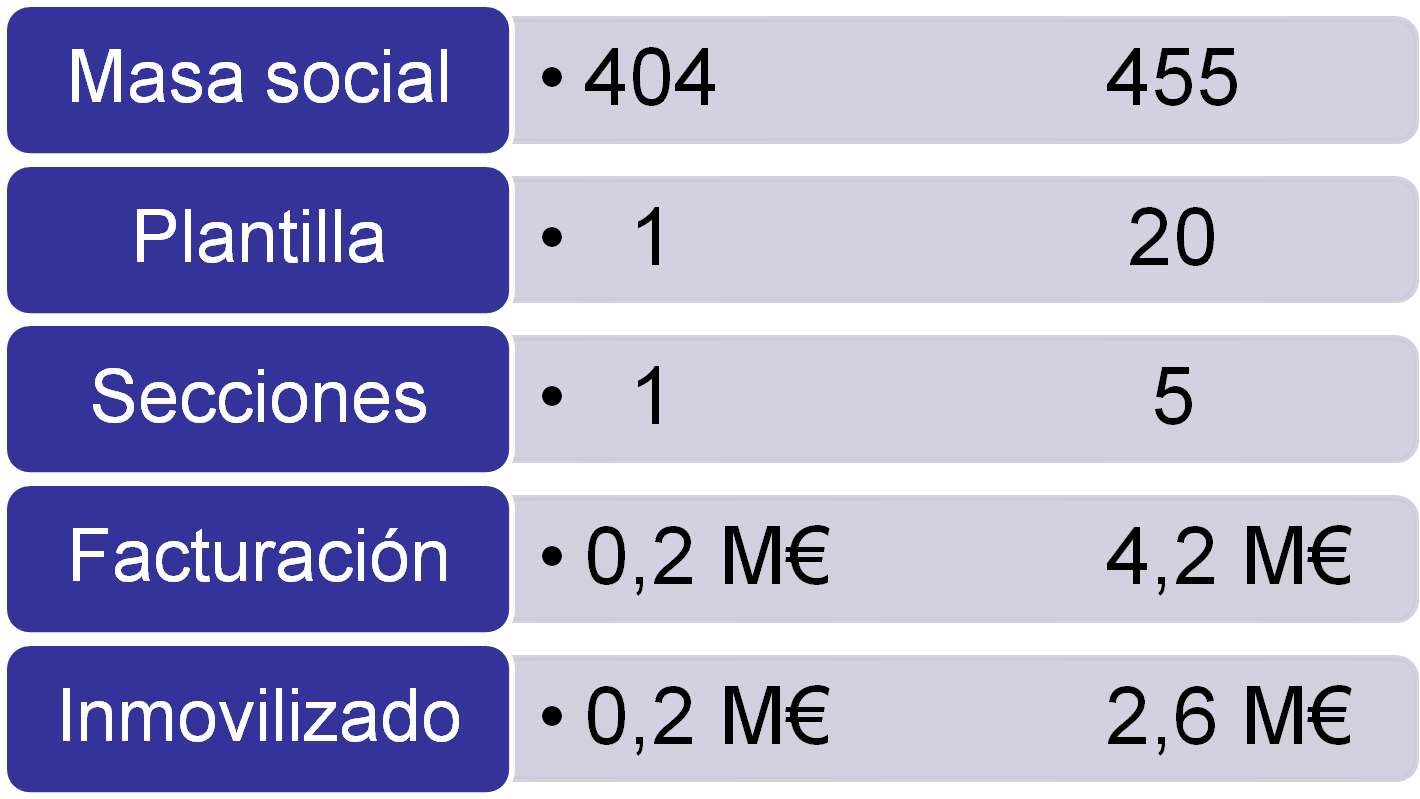 Masa social • 404 455
Plantilla • 1 20
Secciones • 1 5
Facturación • 0,2 M€ 4,2 M€
Inmovilizado • 0,2 M€ 2,6 M€